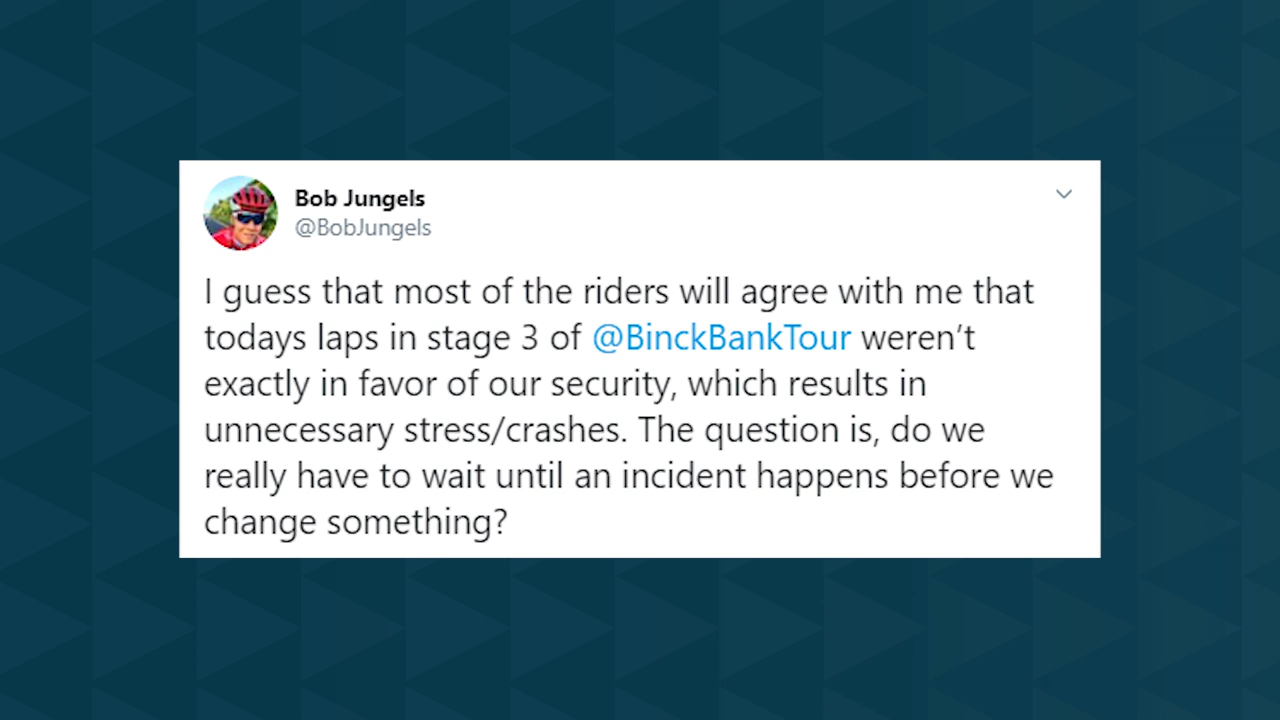 Bob Jungels
@BobJungels
I guess that most of the riders will agree with me that
todays laps in stage 3 of @BinckBankTour weren’t
exactly in favor of our security, which results in
unnecessary stress/crashes. The question is, do we
really have to wait until an incident happens before we
change something?